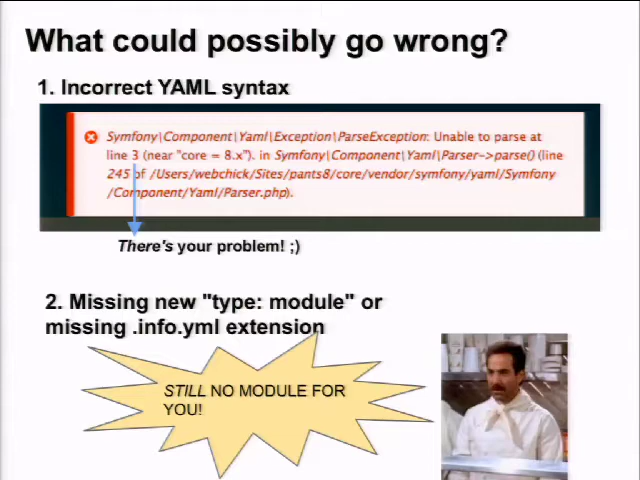 What could possibly go wrong?
1. Incorrect YAML syntax
Symfony\Component\Yaml\Exception\ParseException: Unable to parse at
line 3 (near "core = 8.x"). in Symfony\Component\Yaml\Parser->parse() (line
245 of /Users/webchick/Sites/pants8/core/vendor/symfony/yaml/Symfony
/Component/Yaml/Parser.php).
There's your problem! ;)
2. Missing new "type: module" or
missing .info.yml extension
STILL NO MODULE FOR
YOU!